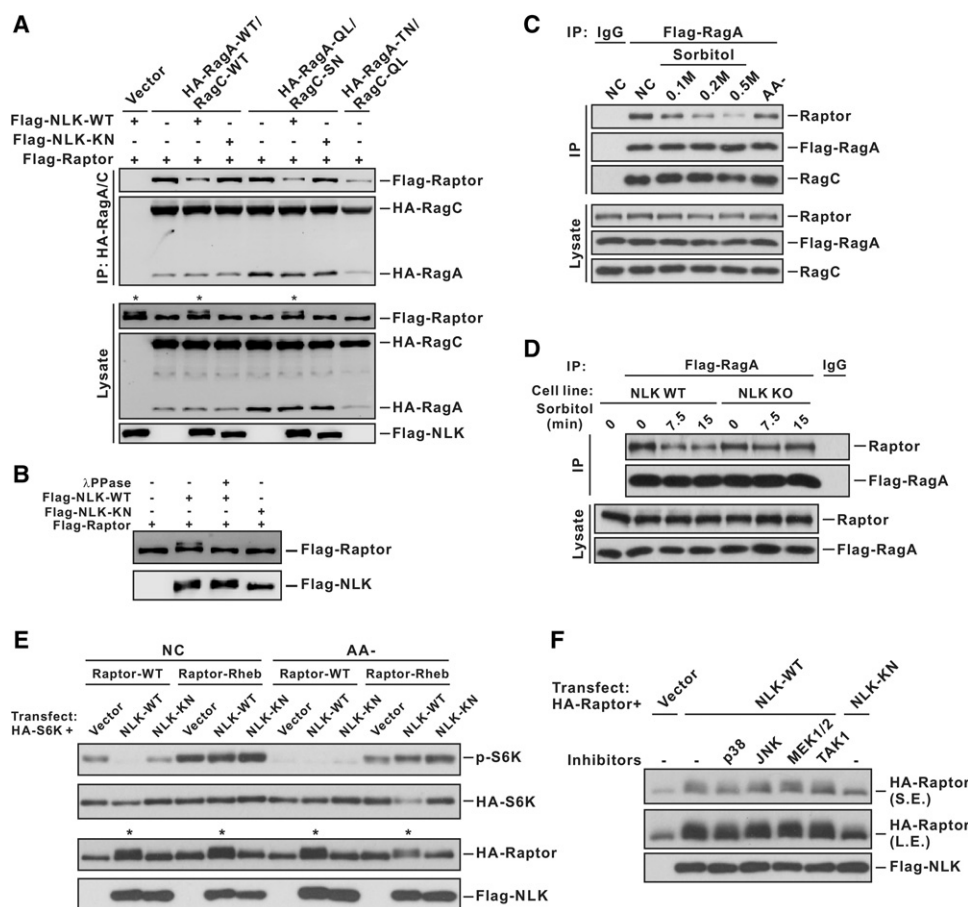 A
Vector
HA-RagA-WT/
RagC-WT
HA-RagA-QL/
RagC-SN
HA-RagA-TN/
RagC-QL
Flag-NLK-WT + - + - - + - -
Flag-NLK-KN - - - + - - + -
Flag-Raptor + + + + + + + +
IP: HA-RagA/C
Flag-Raptor
HA-RagC
HA-RagA
* * *
Lysate
Flag-Raptor
HA-RagC
HA-RagA
Flag-NLK
B
λPPase - - + -
Flag-NLK-WT - + + -
Flag-NLK-KN - - - +
Flag-Raptor + + + +
Flag-Raptor
Flag-NLK
C
IP: IgG Flag-RagA
Sorbitol
NC NC 0.1M 0.2M 0.5M AA-
IP
Raptor
Flag-RagA
RagC
Lysate
Raptor
Flag-RagA
RagC
D
IP: Flag-RagA IgG
Cell line: NLK WT NLK KO
Sorbitol
(min) 0 0 7.5 15 0 7.5 15 0
IP
Raptor
Flag-RagA
Lysate
Raptor
Flag-RagA
E
NC AA-
Raptor-WT Raptor-Rheb Raptor-WT Raptor-Rheb
Transfect:
HA-S6K +
Vector NLK-WT NLK-KN Vector NLK-WT NLK-KN Vector NLK-WT NLK-KN Vector NLK-WT NLK-KN
p-S6K
HA-S6K
* * * *
HA-Raptor
Flag-NLK
F
Transfect:
HA-Raptor+
Vector NLK-WT NLK-KN
Inhibitors - - p38 JNK MEK1/2 TAK1 -
HA-Raptor
(S.E.)
HA-Raptor
(L.E.)
Flag-NLK